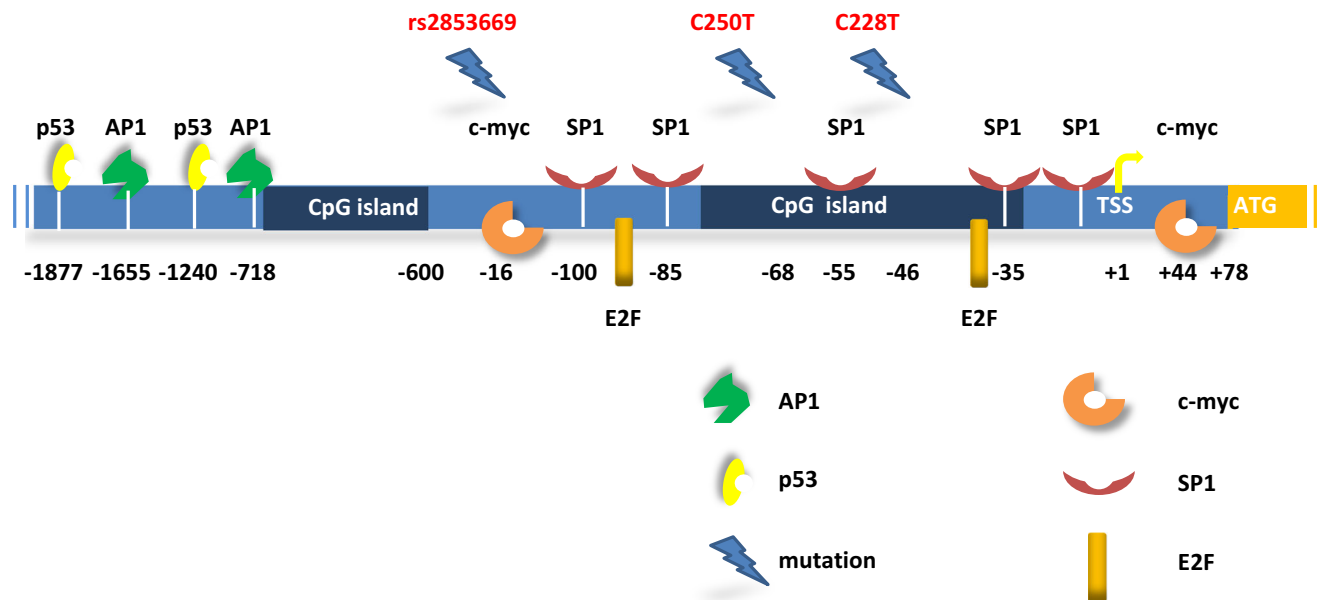 rs2853669 C250T C228T
p53 AP1 p53 AP1 c-myc SP1 SP1 SP1 SP1 SP1 c-myc
CpG island CpG island TSS ATG
-1877 -1655 -1240 -718 -600 -16 -100 -85 -68 -55 -46 -35 +1 +44 +78
E2F E2F
AP1 c-myc
p53 SP1
mutation E2F